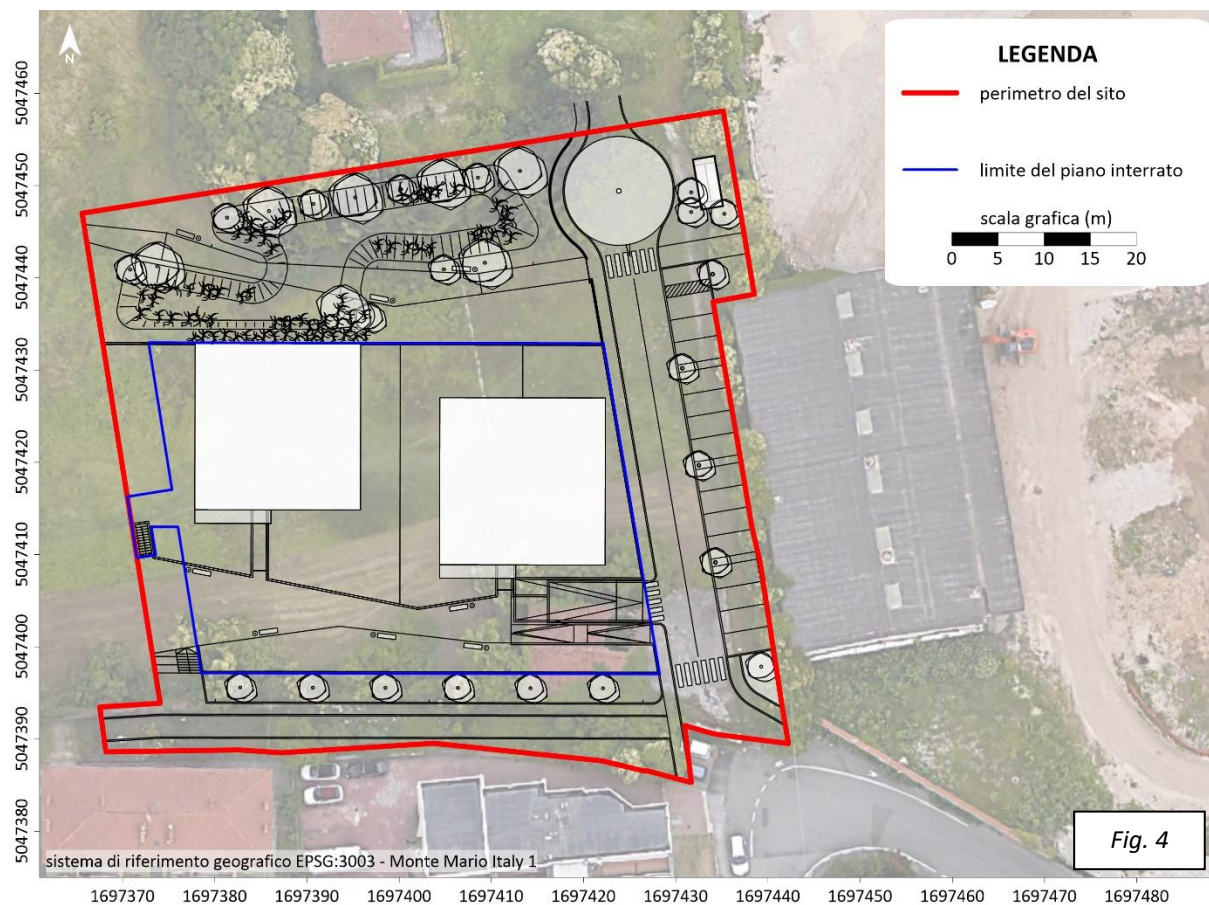 N
LEGENDA
perimetro del sito
limite del piano interrato
scala grafica (m)
0 5 10 15 20
5047460
5047450
5047440
5047430
5047420
5047410
5047400
5047390
5047380
sistema di riferimento geografico EPSG:3003 - Monte Mario Italy 1
Fig. 4
1697370 1697380 1697390 1697400 1697410 1697420 1697430 1697440 1697450 1697460 1697470 1697480